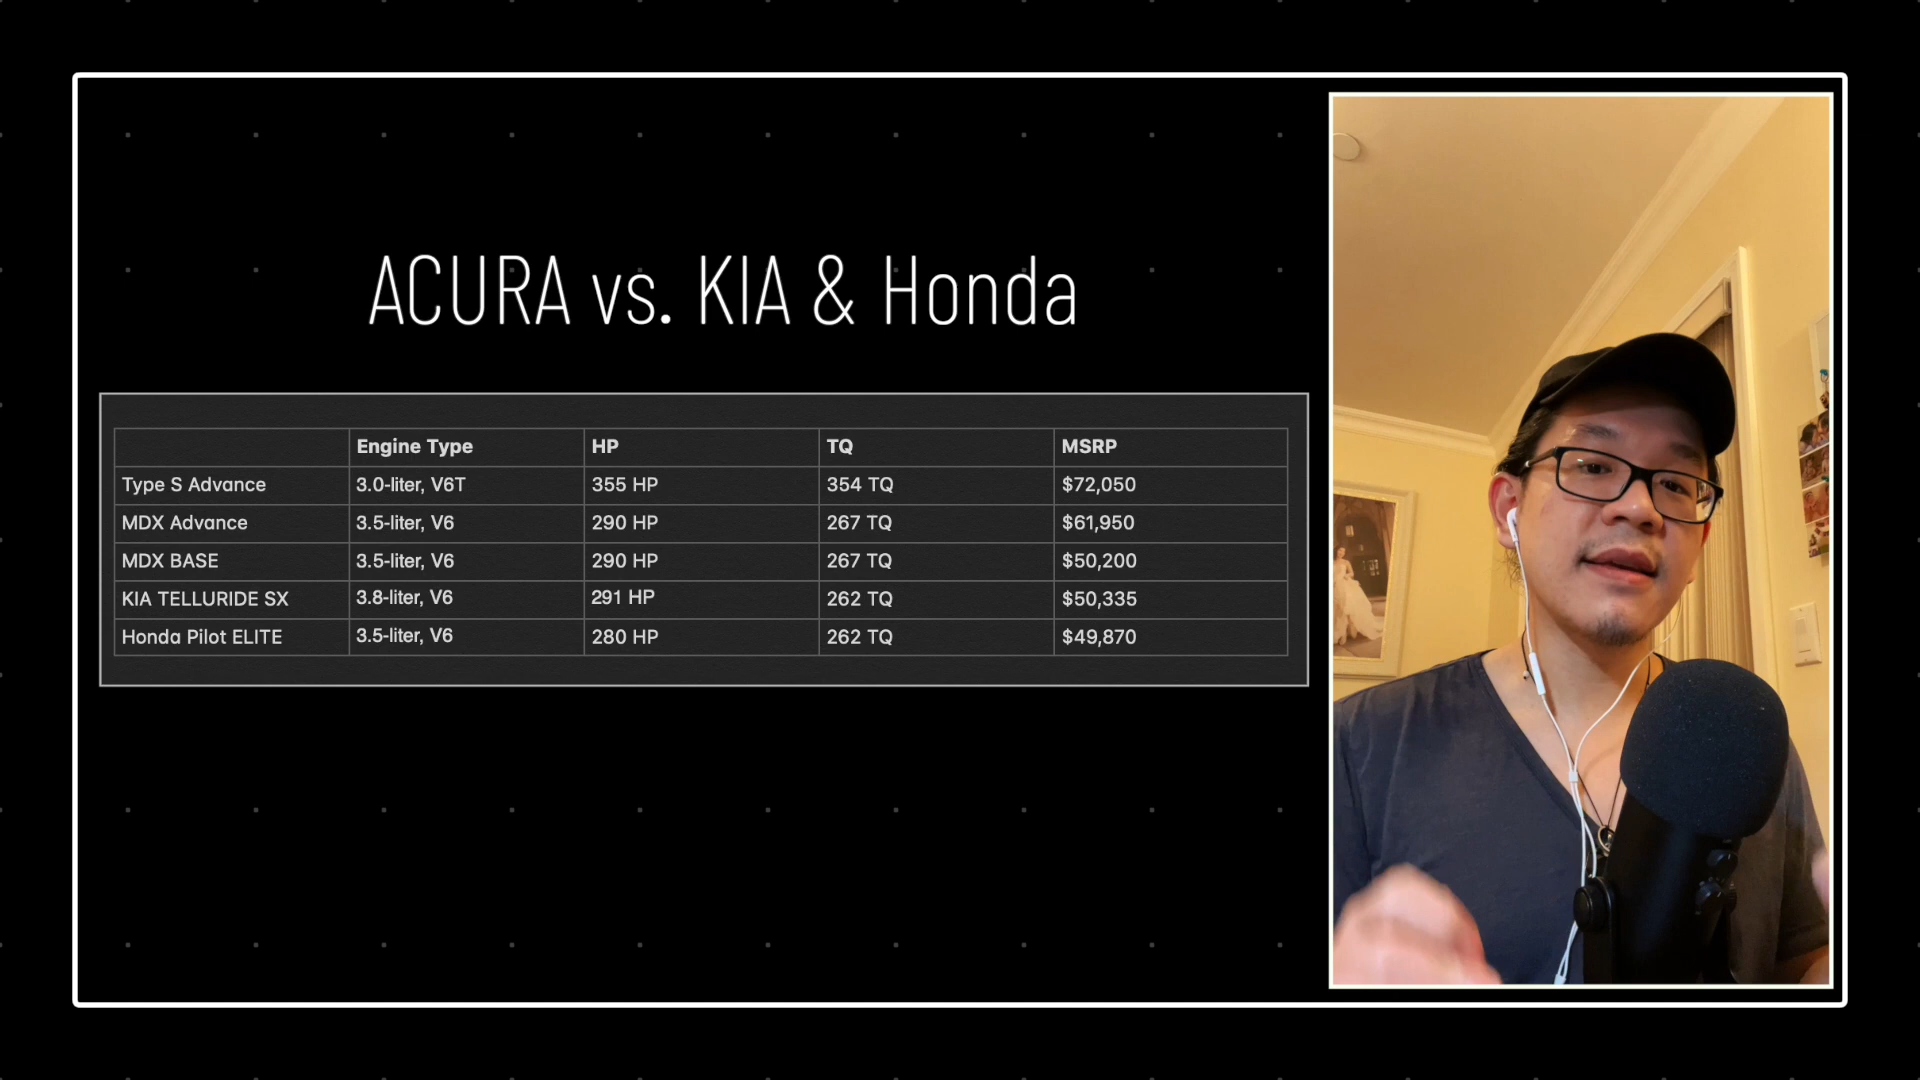 ACURA vs. KIA & Honda
Engine Type HP TQ MSRP
Type S Advance 3.0-liter, V6T 355 HP 354 TQ $72,050
MDX Advance 3.5-liter, V6 290 HP 267 TQ $61,950
MDX BASE 3.5-liter, V6 290 HP 267 TQ $50,200
KIA TELLURIDE SX 3.8-liter, V6 291 HP 262 TQ $50,335
Honda Pilot ELITE 3.5-liter, V6 280 HP 262 TQ $49,870